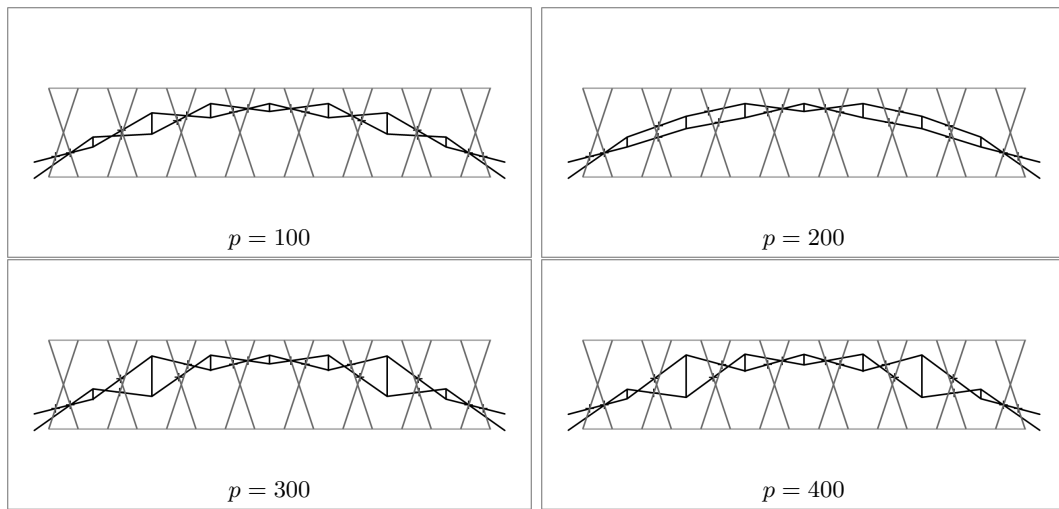 p = 100
p = 200
p = 300
p = 400